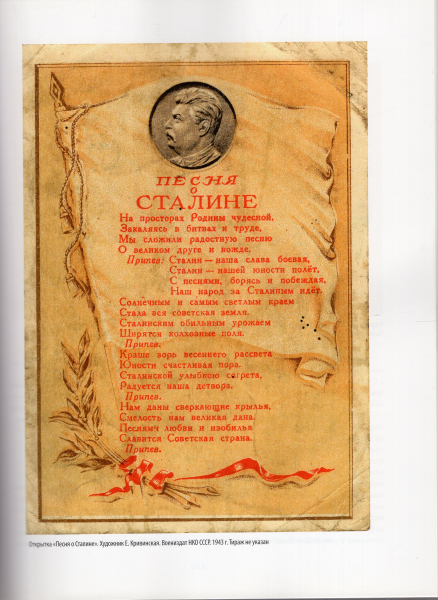 ПЕСНЯ
О
СТАЛИНЕ
На просторах Родины чудесной,
Закаляясь в битвах и труде,
Мы сложили радостную песню
О великом друге и вожде.
Припев: Сталин — наша слава боевая,
Сталин — нашей юности полёт,
С песнями, борясь и побеждая,
Наш народ за Сталиным идёт.
Солнечным и самым светлым краем
Стала вся советская земля.
Сталинским обильным урожаем
Ширятся колхозные поля.
Припев.
Краше зорь весеннего рассвета
Юности счастливая пора.
Сталинской улыбкою согрета,
Радуется наша детвора.
Припев.
Нам даны сверкающие крылья,
Смелость нам великая дана.
Песнями любви и изобилья
Славится Советская страна.
Припев.
Открытка «Песня о Сталине». Художник Е. Кривинская. Воениздат НКО СССР. 1943 г. Тираж не указан